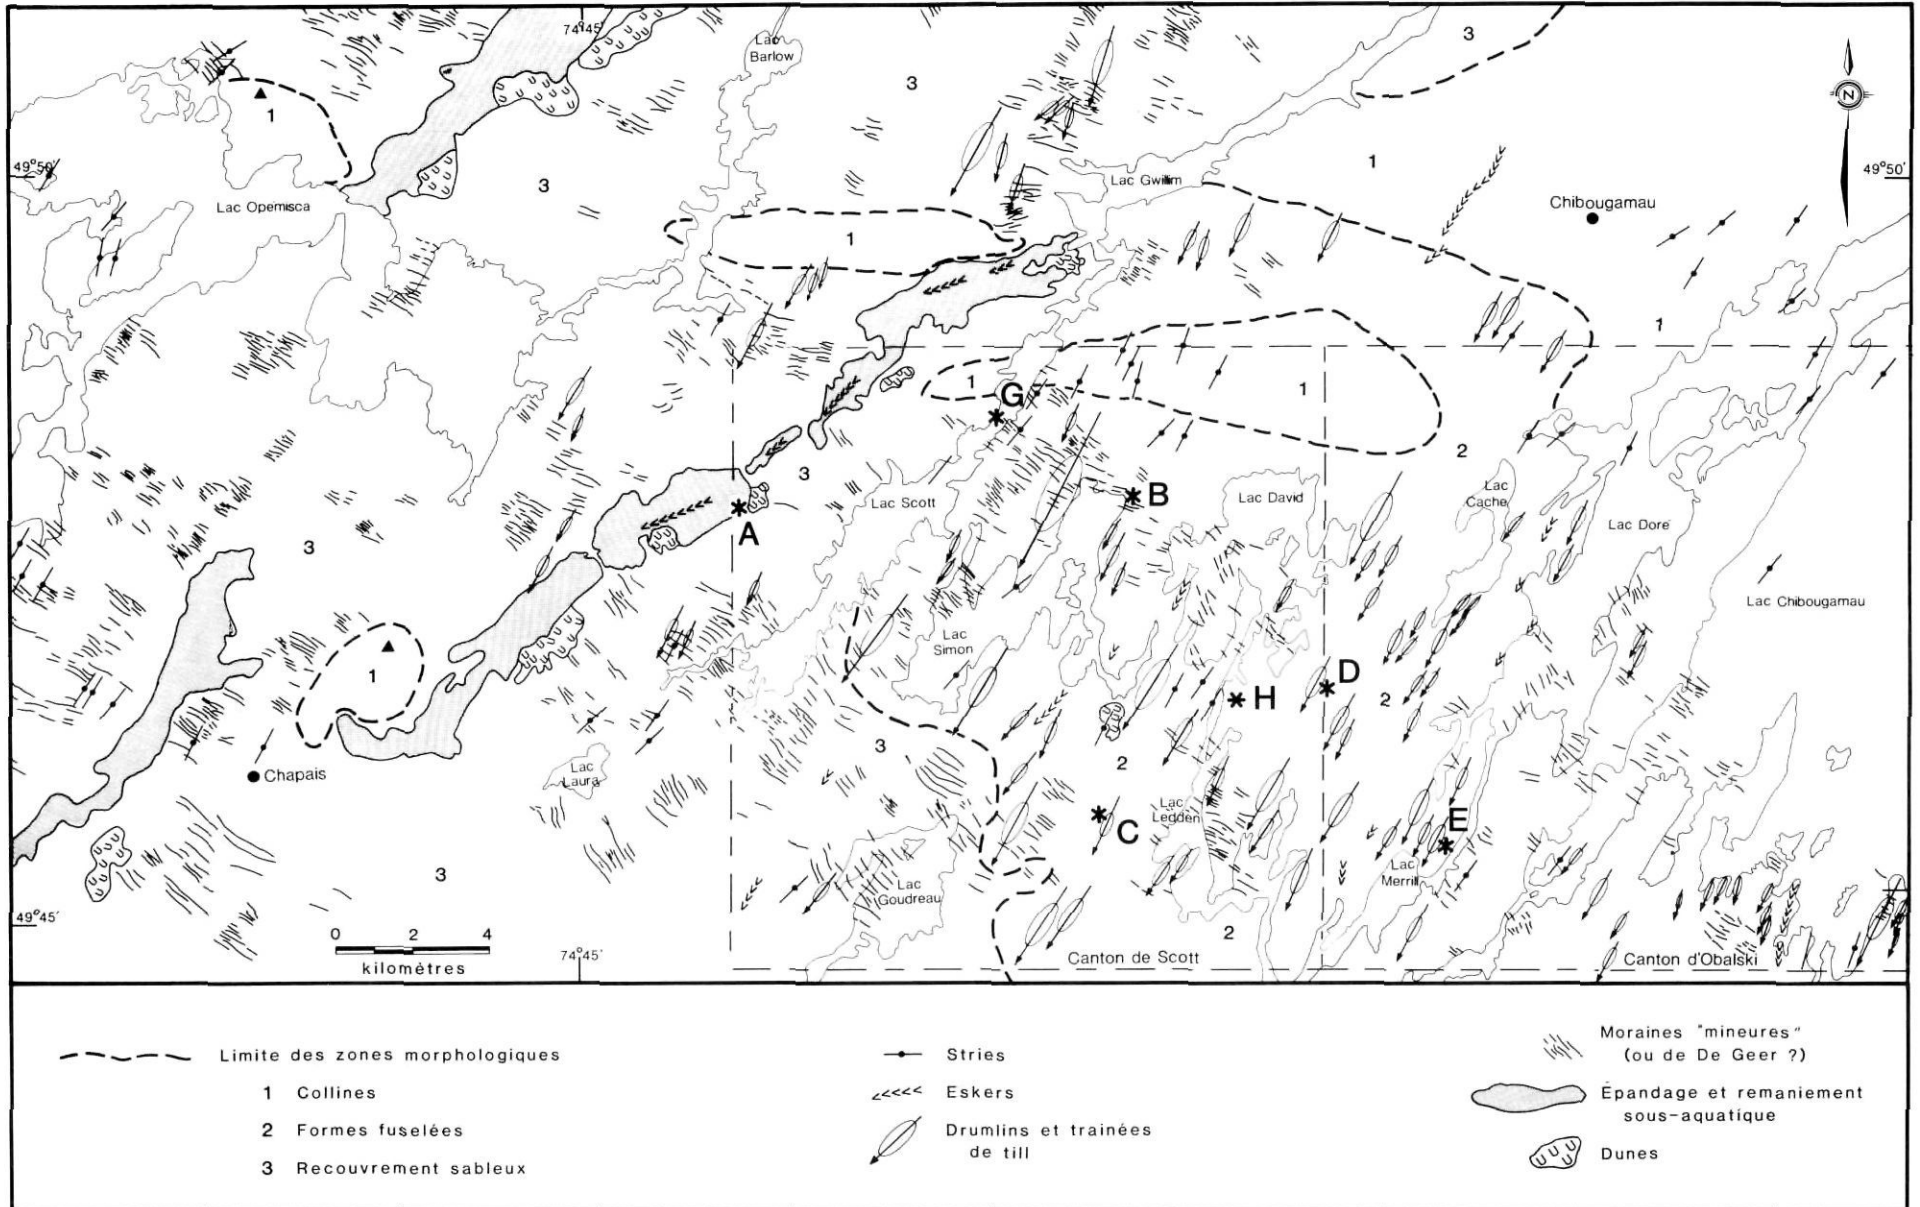 74°45'
Lac
Barlow
3
3
N
1
49°50'
49°50'
3
1
Lac Gwillim
Lac Opemisca
Chibougamau
1
1
1
1
G
2
3
Lac Scott
B
Lac David
Lac
Cache
Lac Doré
A
3
Lac Chibougamau
Lac
Simon
1
H
D
2
3
2
Chapais
Lac
Laura
Lac
Ledden
C
E
3
Lac
Merrill
Lac
Goudreau
49°45'
2
0 2 4
kilomètres
74°45'
Canton de Scott
Canton d'Obalski
Limite des zones morphologiques
1 Collines
2 Formes fuselées
3 Recouvrement sableux
Stries
Eskers
Drumlins et trainées
de till
Moraines "mineures"
(ou de De Geer ?)
Épandage et remaniement
sous-aquatique
Dunes